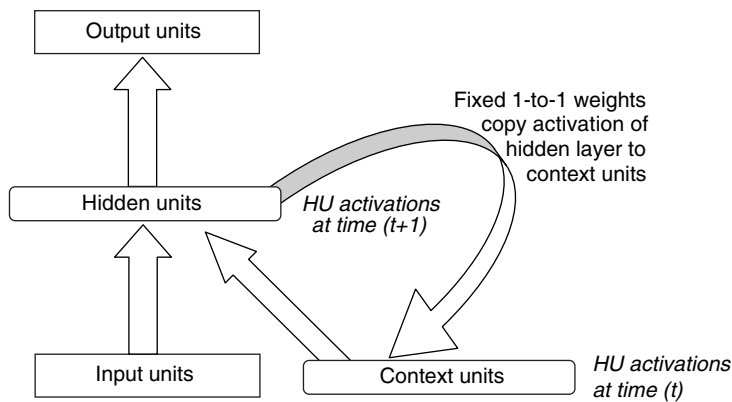 Output units
Fixed 1-to-1 weights
copy activation of
hidden layer to
context units
Hidden units
HU activations
at time (t+1)
Input units
Context units
HU activations
at time (t)